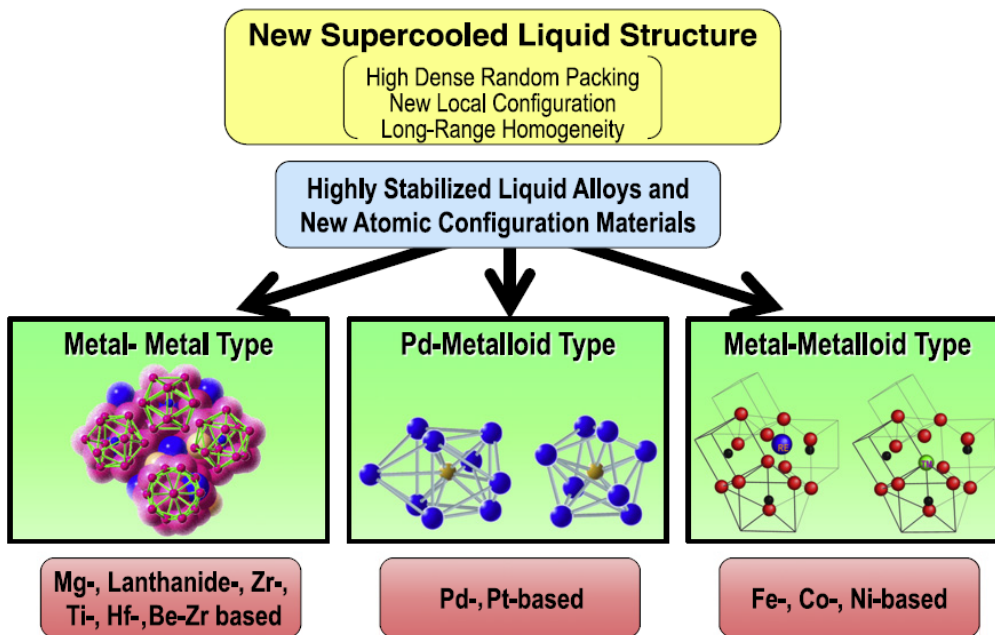 New Supercooled Liquid Structure
High Dense Random Packing
New Local Configuration
Long-Range Homogeneity
Highly Stabilized Liquid Alloys and
New Atomic Configuration Materials
Metal- Metal Type
Pd-Metalloid Type
Metal-Metalloid Type
RE
TM
Mg-, Lanthanide-, Zr-,
Ti-, Hf-,Be-Zr based
Pd-, Pt-based
Fe-, Co-, Ni-based